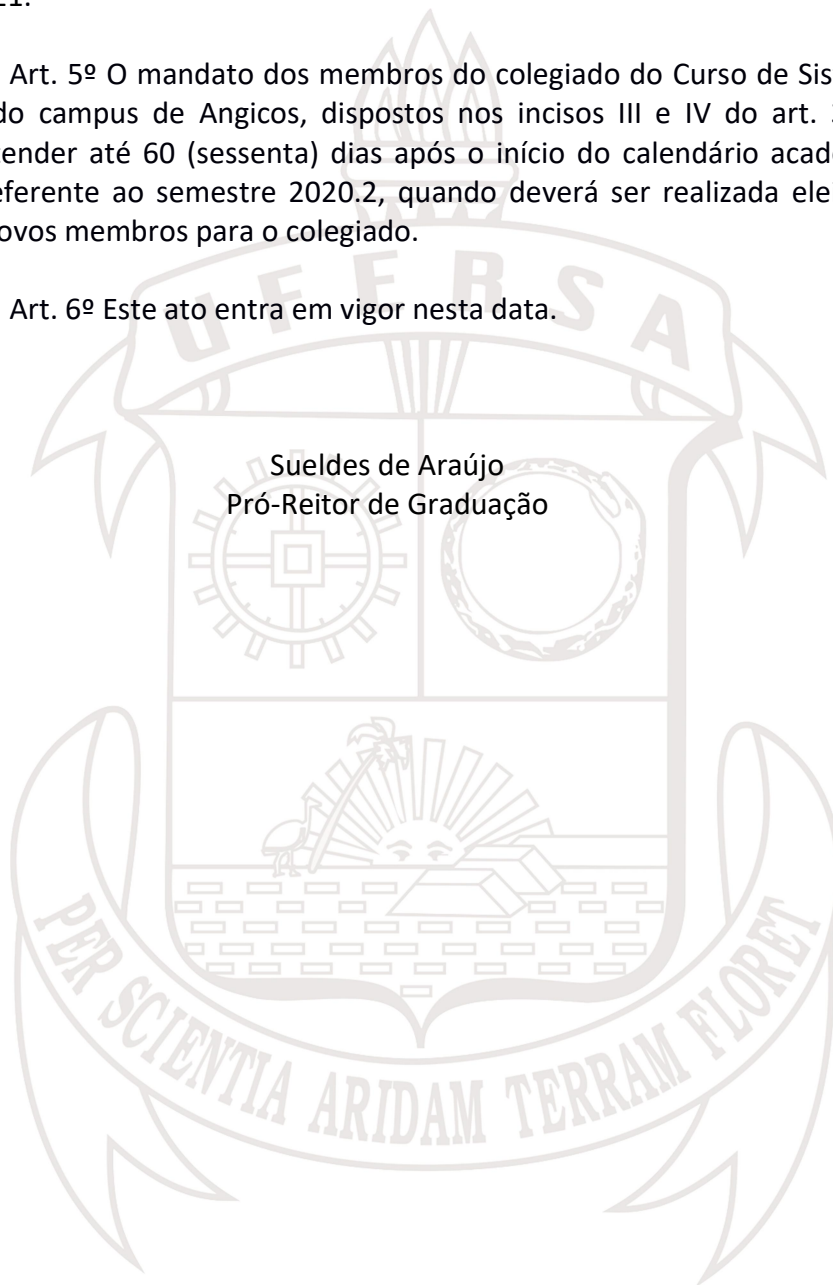 21.
Art. 5º O mandato dos membros do colegiado do Curso de Sis
do campus de Angicos, dispostos nos incisos III e IV do art.
tender até 60 (sessenta) dias após o início do calendário acad
eferente ao semestre 2020.2, quando deverá ser realizada ele
ovos membros para o colegiado.
UFERSA
Art. 6º Este ato entra em vigor nesta data.
Sueldes de Araújo
Pró-Reitor de Graduação
PER SCIENTIA ARIDAM TERRAM FLORET